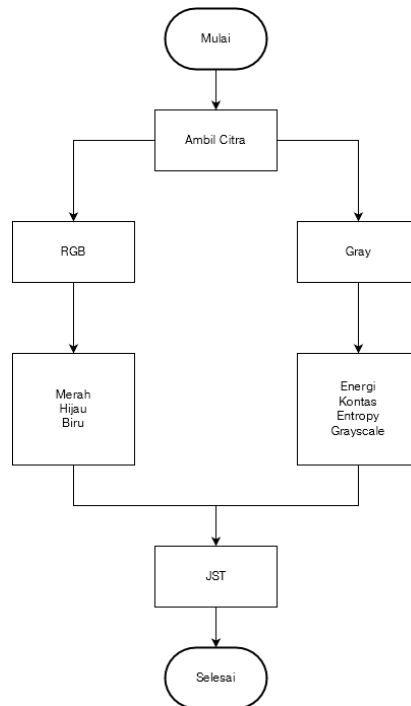 Mulai
Ambil Citra
RGB
Gray
Merah
Hijau
Biru
Energi
Kontas
Entropy
Grayscale
JST
Selesai